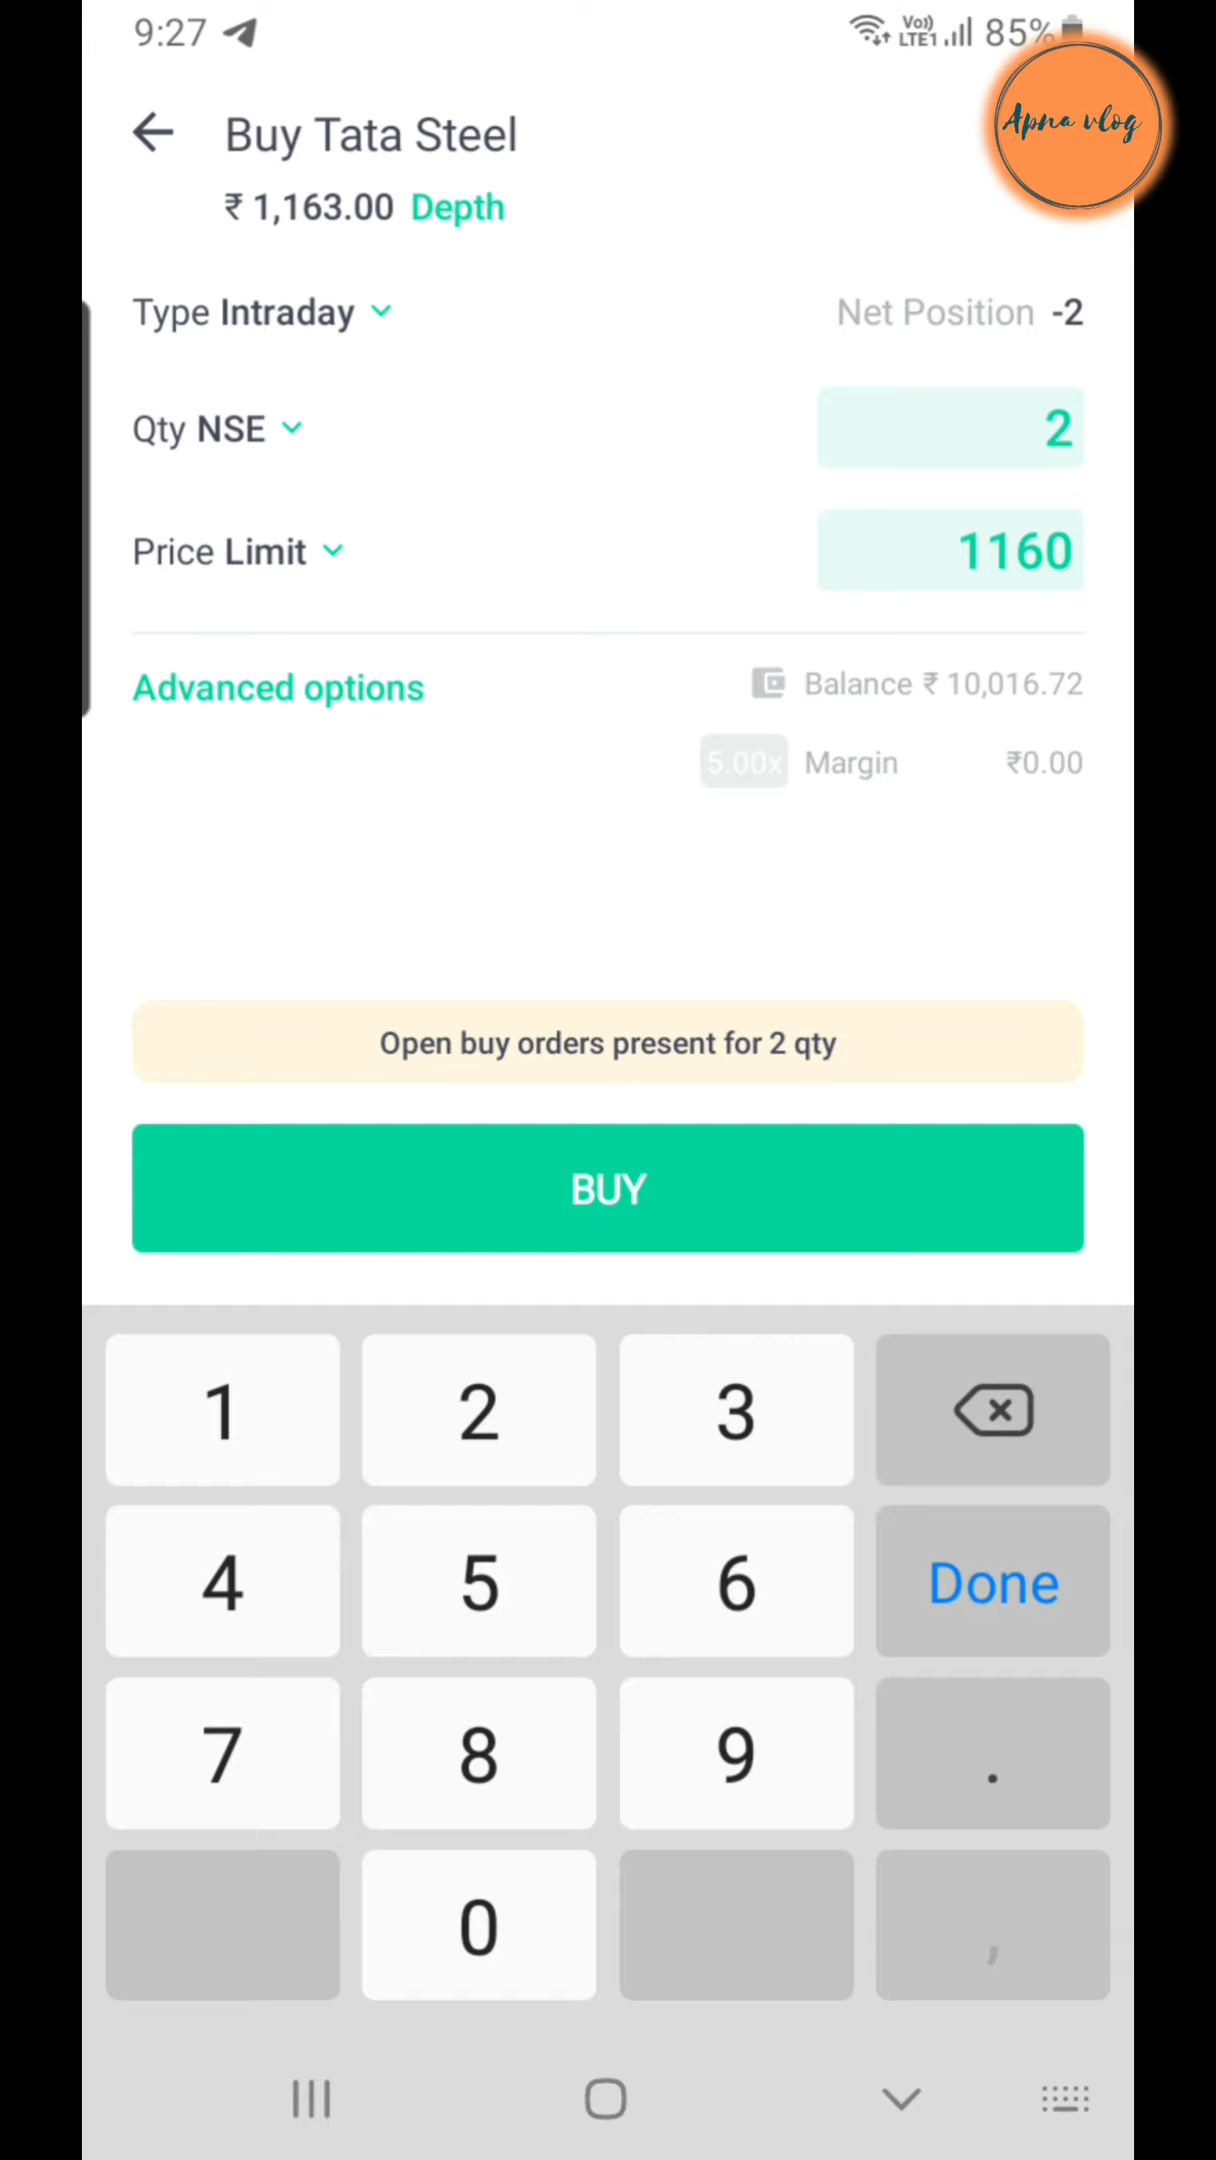 9:27 Vo)) LTE1 85%
Apna vlog
Buy Tata Steel
₹ 1,163.00 Depth
Type Intraday Net Position -2
Qty NSE 2
Price Limit 1160
Advanced options Balance ₹ 10,016.72
5.00x Margin ₹0.00
Open buy orders present for 2 qty
BUY
1 2 3
4 5 6 Done
7 8 9 .
0 ,